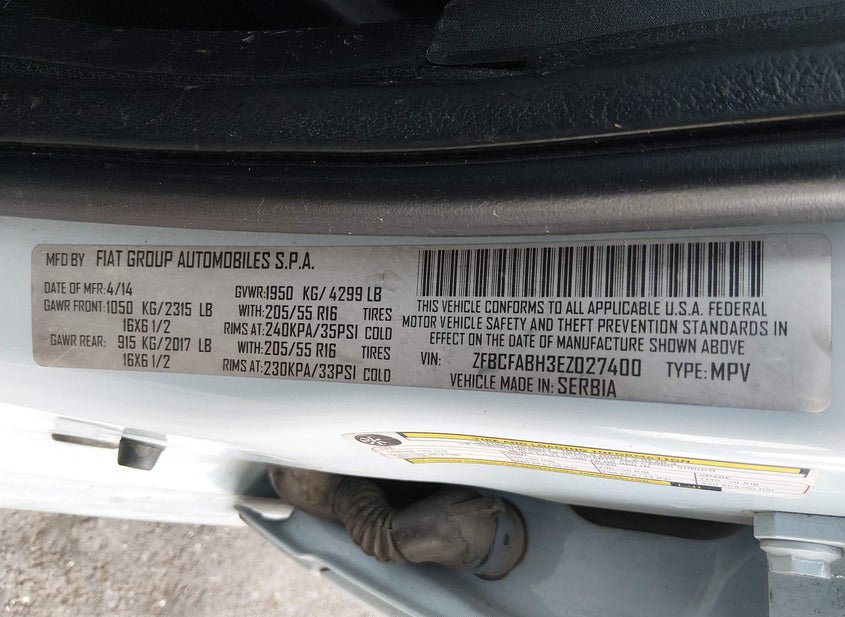 MFD BY FIAT GROUP AUTOMOBILES S.P.A.
DATE OF MFR: 4/14 GVWR: 1950 KG/ 4299 LB
GAWR FRONT: 1050 KG/2315 LB WITH: 205/55 R16 TIRES
16X6 1/2 RIMS AT: 240KPA/35PSI COLD
GAWR REAR: 915 KG/2017 LB WITH: 205/55 R16 TIRES
16X6 1/2 RIMS AT: 230KPA/33PSI COLD
THIS VEHICLE CONFORMS TO ALL APPLICABLE U.S.A. FEDERAL
MOTOR VEHICLE SAFETY AND THEFT PREVENTION STANDARDS IN
EFFECT ON THE DATE OF MANUFACTURE SHOWN ABOVE
VIN: ZFBCFABH3EZ027400 TYPE: MPV
VEHICLE MADE IN: SERBIA
TIRE AND LOADING INFORMATION